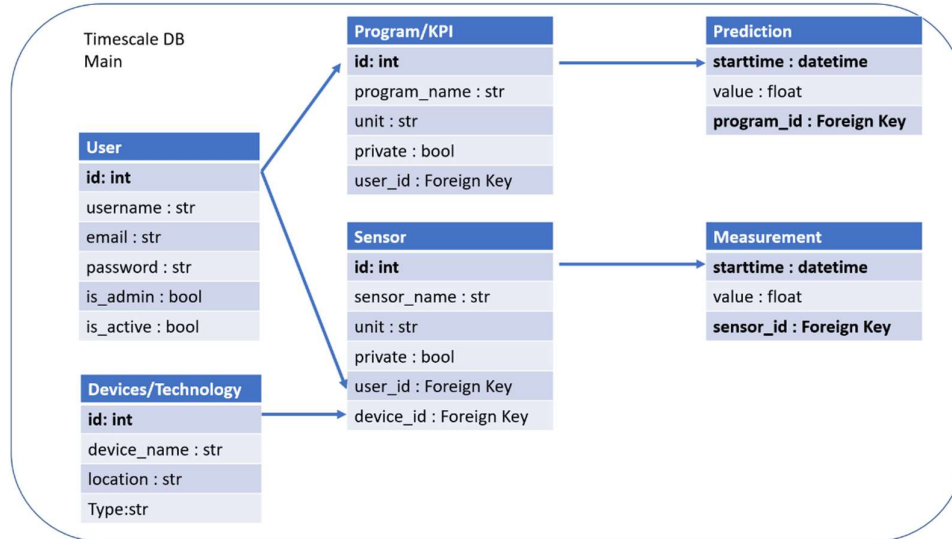 Timescale DB
Main
User
id: int
username : str
email : str
password : str
is_admin : bool
is_active : bool
Devices/Technology
id: int
device_name : str
location : str
Type:str
Program/KPI
id: int
program_name : str
unit : str
private : bool
user_id : Foreign Key
Sensor
id: int
sensor_name : str
unit : str
private : bool
user_id : Foreign Key
device_id : Foreign Key
Prediction
starttime : datetime
value : float
program_id : Foreign Key
Measurement
starttime : datetime
value : float
sensor_id : Foreign Key